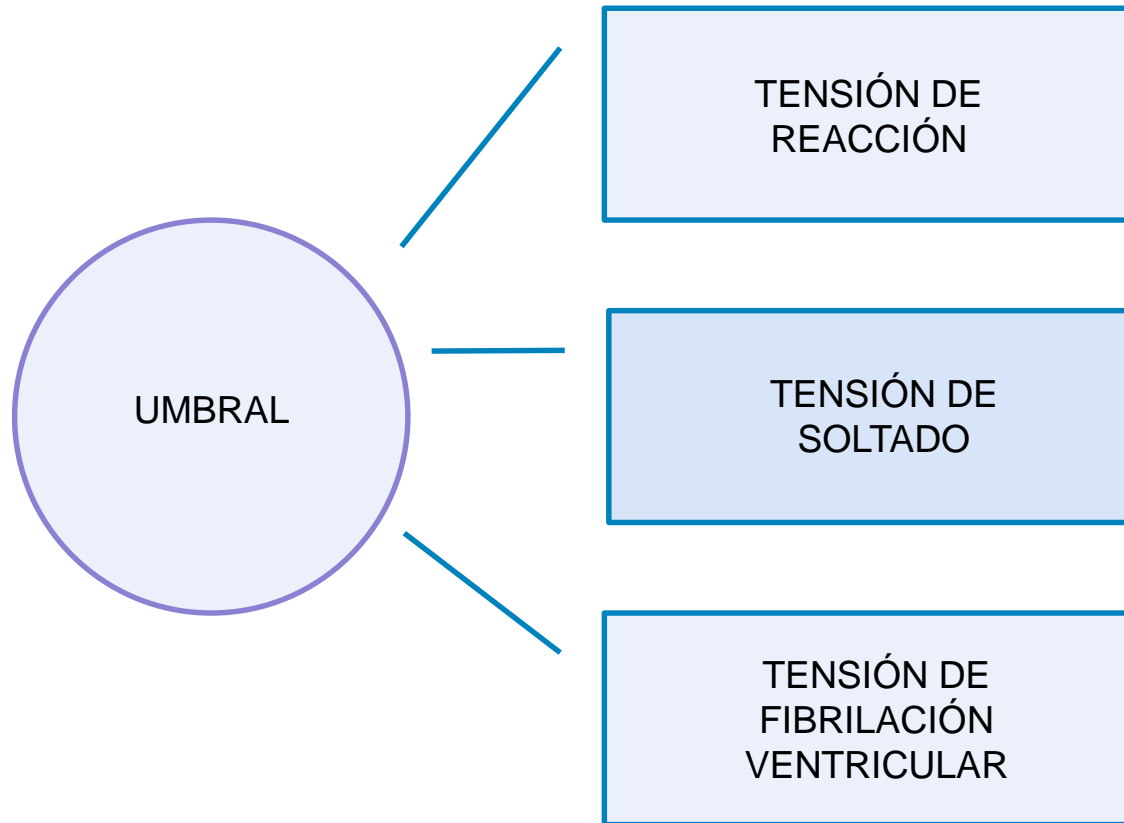 UMBRAL
TENSIÓN DE
REACCIÓN
TENSIÓN DE
SOLTADO
TENSIÓN DE
FIBRILACIÓN
VENTRICULAR